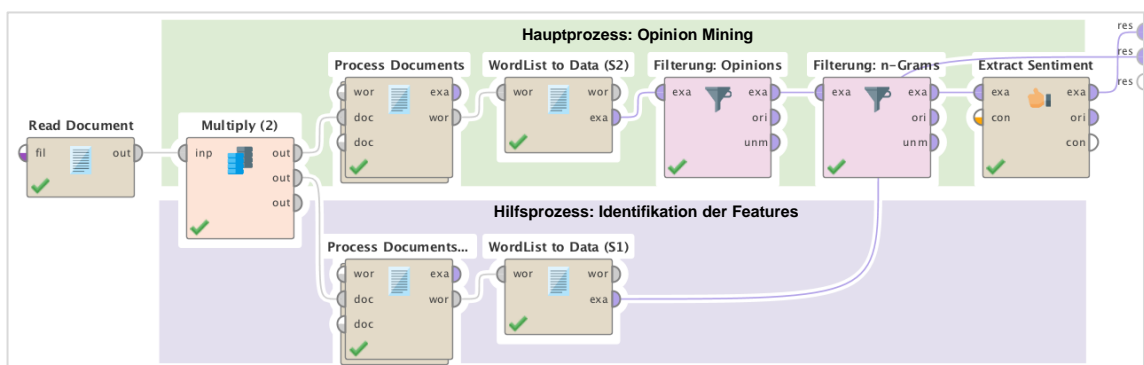 Hauptprozess: Opinion Mining
res
res
res
Read Document
fil
out
Multiply (2)
inp
out
out
out
Process Documents
wor
exa
doc
wor
doc
WordList to Data (S2)
wor
wor
exa
Filterung: Opinions
exa
exa
ori
unm
Filterung: n-Grams
exa
exa
ori
unm
Extract Sentiment
exa
exa
con
ori
con
Hilfsprozess: Identifikation der Features
Process Documents...
wor
exa
doc
wor
doc
WordList to Data (S1)
wor
wor
exa